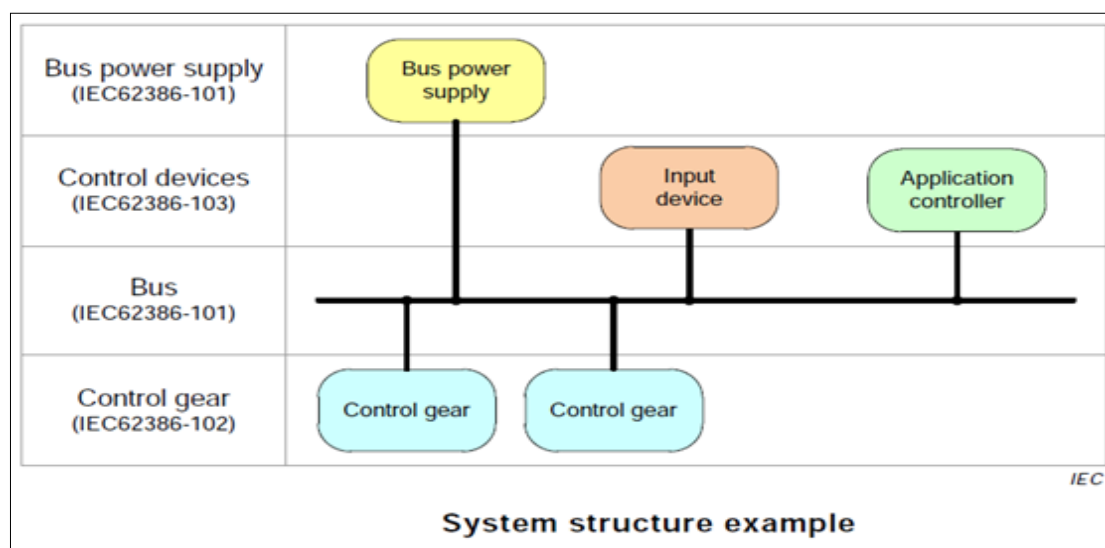 Bus power supply
(IEC62386-101)
Bus power
supply
Control devices
(IEC62386-103)
Input
device
Application
controller
Bus
(IEC62386-101)
Control gear
(IEC62386-102)
Control gear
Control gear
IEC
System structure example